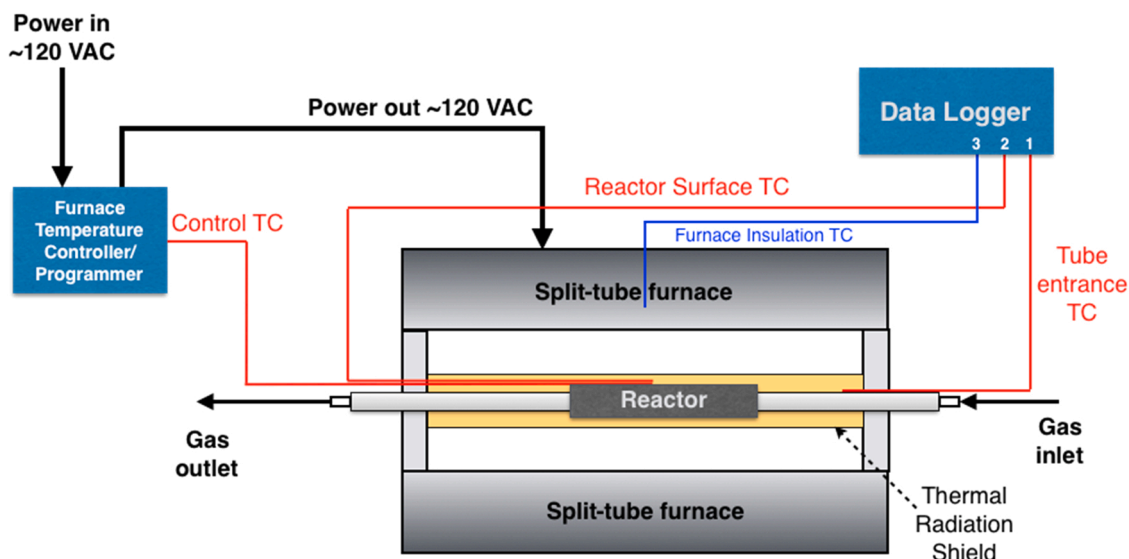 Power in
~120 VAC
Power out ~120 VAC
Data Logger
3 2 1
Reactor Surface TC
Furnace
Temperature
Controller/
Programmer
Control TC
Furnace Insulation TC
Tube
entrance
TC
Split-tube furnace
Reactor
Gas
outlet
Gas
inlet
Split-tube furnace
Thermal
Radiation
Shield